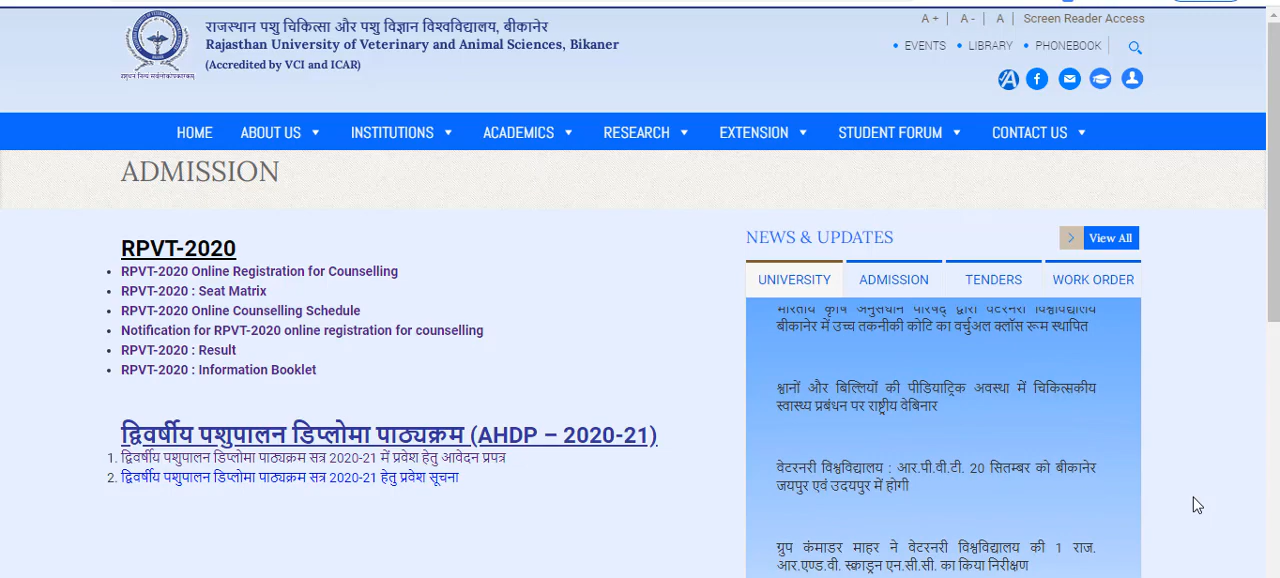 राजस्थान पशु चिकित्सा और पशु विज्ञान विश्वविद्यालय, बीकानेर
Rajasthan University of Veterinary and Animal Sciences, Bikaner
(Accredited by VCI and ICAR)
A + | A - | A | Screen Reader Access
EVENTS LIBRARY PHONEBOOK
HOME ABOUT US INSTITUTIONS ACADEMICS RESEARCH EXTENSION STUDENT FORUM CONTACT US
ADMISSION
RPVT-2020
RPVT-2020 Online Registration for Counselling
RPVT-2020 : Seat Matrix
RPVT-2020 Online Counselling Schedule
Notification for RPVT-2020 online registration for counselling
RPVT-2020 : Result
RPVT-2020 : Information Booklet
द्विवर्षीय पशुपालन डिप्लोमा पाठ्यक्रम (AHDP – 2020-21)
1. द्विवर्षीय पशुपालन डिप्लोमा पाठ्यक्रम सत्र 2020-21 में प्रवेश हेतु आवेदन प्रपत्र
2. द्विवर्षीय पशुपालन डिप्लोमा पाठ्यक्रम सत्र 2020-21 हेतु प्रवेश सूचना
NEWS & UPDATES
View All
UNIVERSITY ADMISSION TENDERS WORK ORDER
भारतीय कृषि अनुसंधान परिषद् द्वारा वेटरनरी विश्वविद्यालय
बीकानेर में उच्च तकनीकी कोटि का वर्चुअल क्लॉस रूम स्थापित
श्वानों और बिल्लियों की पीडियाट्रिक अवस्था में चिकित्सकीय
स्वास्थ्य प्रबंधन पर राष्ट्रीय वेबिनार
वेटरनरी विश्वविद्यालय : आर.पी.वी.टी. 20 सितम्बर को बीकानेर
जयपुर एवं उदयपुर में होगी
ग्रुप कंमाडर माहर ने वेटरनरी विश्वविद्यालय की 1 राज.
आर.एण्ड.वी. स्क्राड्रन एन.सी.सी. का किया निरीक्षण